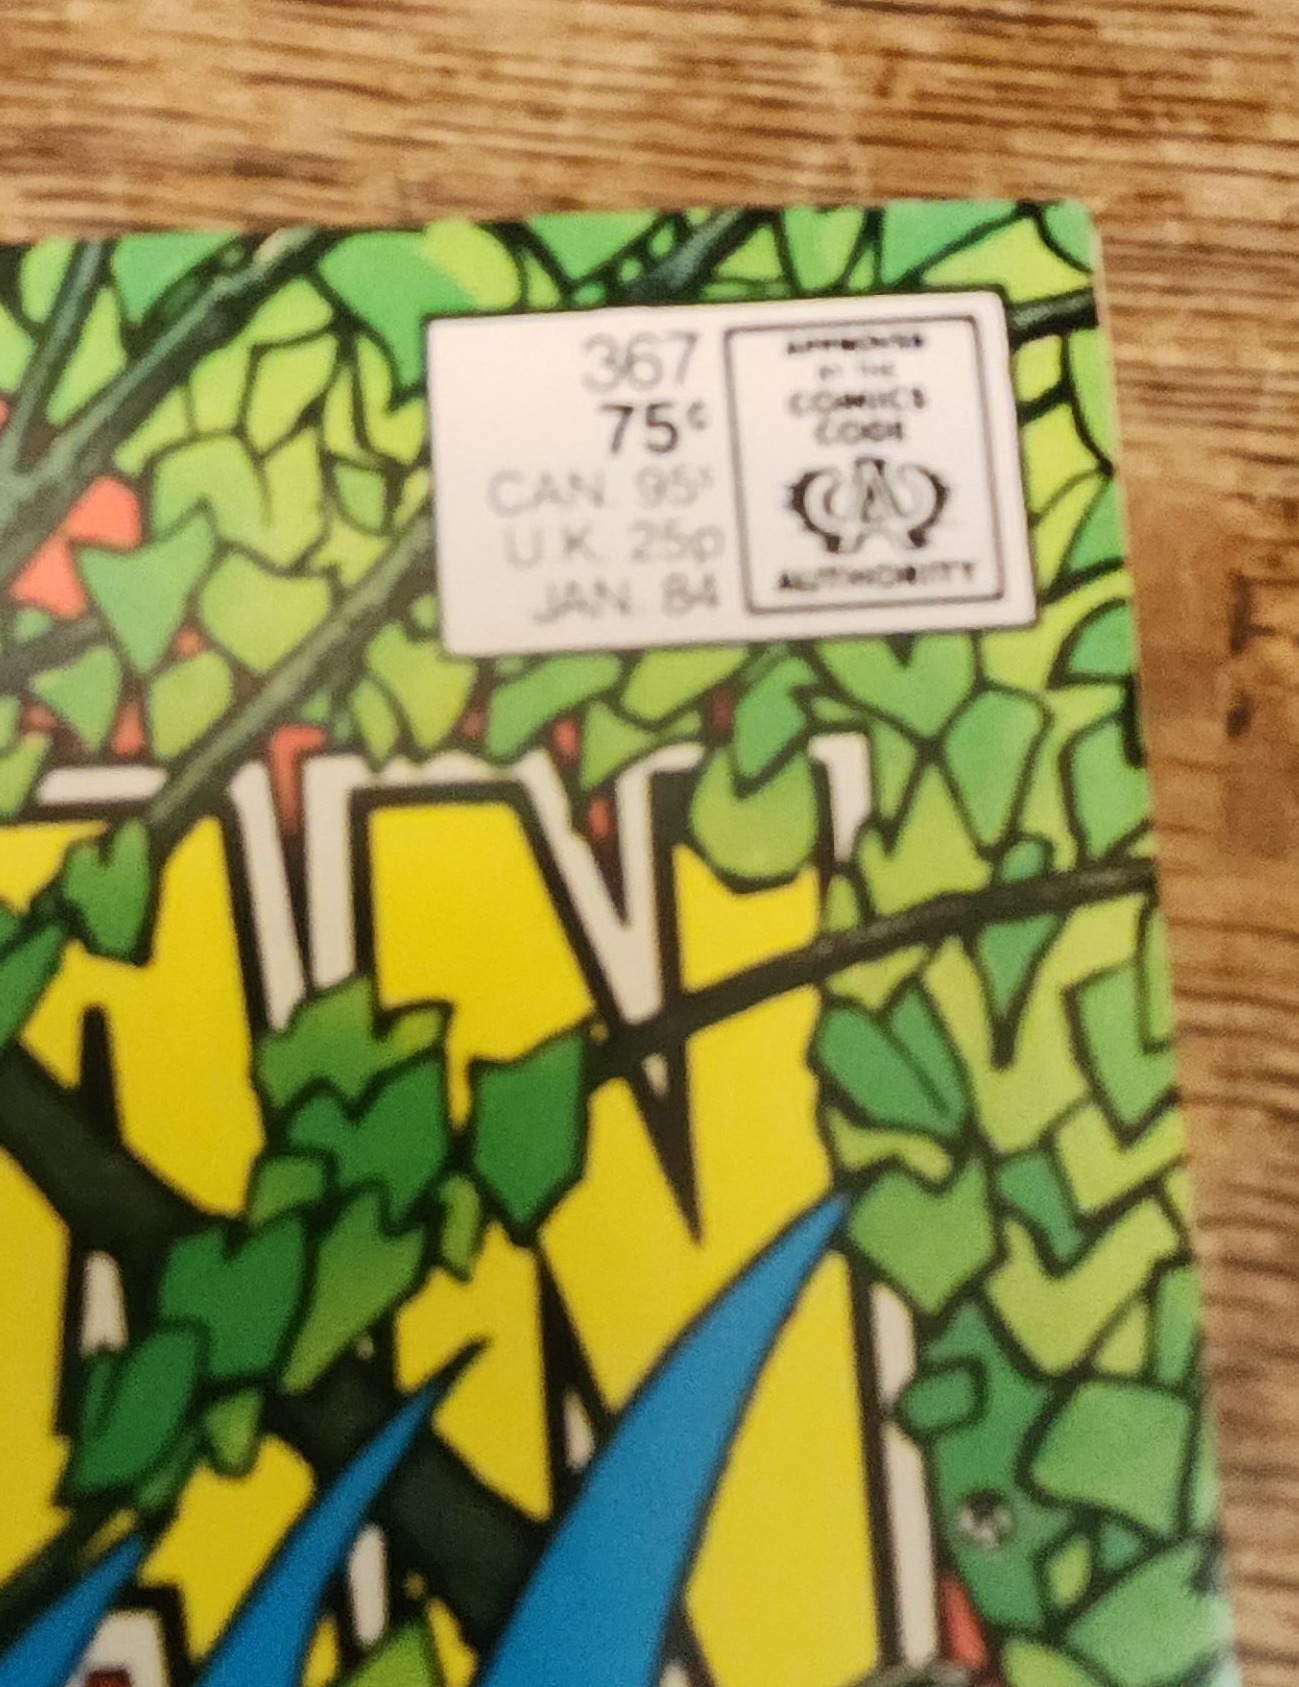 367
75¢
CAN. 95¢
U.K. 25p
JAN. 84
APPROVED
BY THE
COMICS
CODE
AUTHORITY